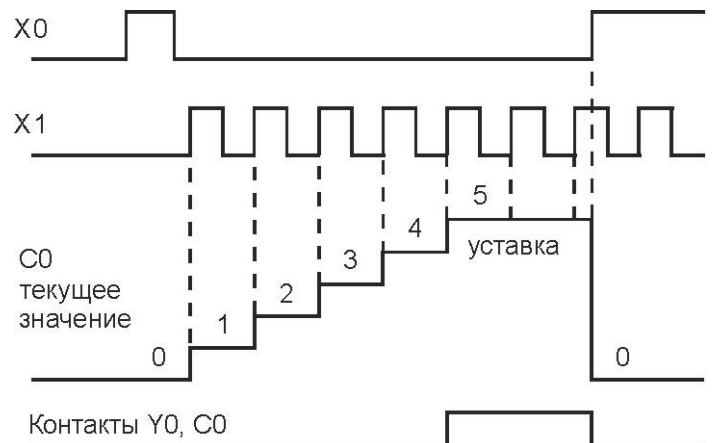 X0
X1
5
4
уставка
C0
текущее
значение
3
2
1
0
0
Контакты Y0, C0